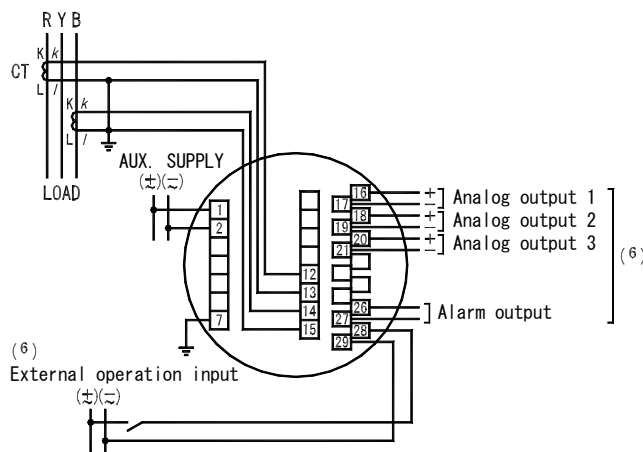 R Y B
K k
CT
L l
K k
L l
AUX. SUPPLY
(±)(∓)
LOAD
1
2
7
12
13
14
15
16
17
18
19
20
21
26
27
28
29
+
−
Analog output 1
+
−
Analog output 2
+
−
Analog output 3
(6)
Alarm output
(6)
External operation input
(±)(∓)